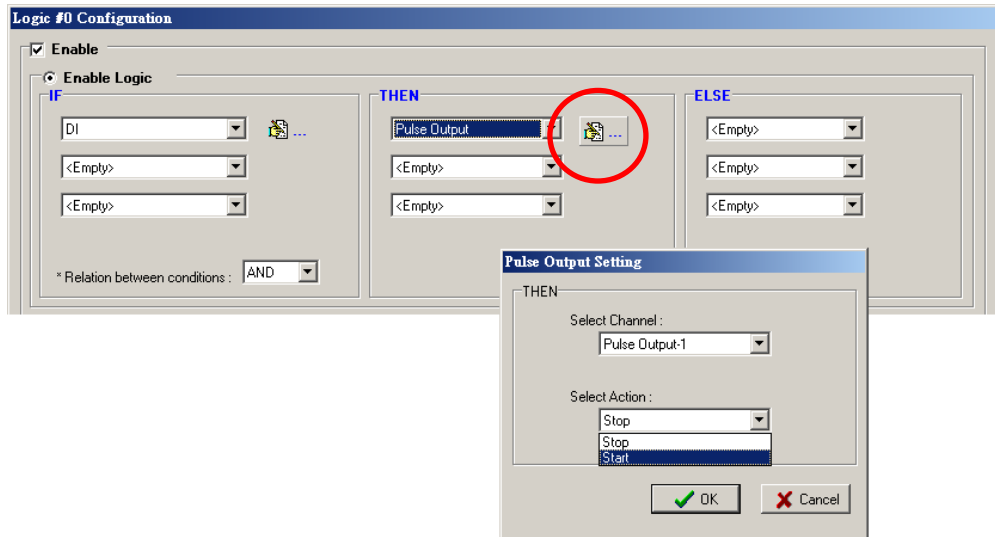 Logic #0 Configuration
Enable
Enable Logic
IF
DI
...
<Empty>
<Empty>
* Relation between conditions :
AND
THEN
Pulse Output
...
<Empty>
<Empty>
ELSE
<Empty>
<Empty>
<Empty>
Pulse Output Setting
THEN
Select Channel :
Pulse Output-1
Select Action :
Stop
Stop
Start
OK
Cancel